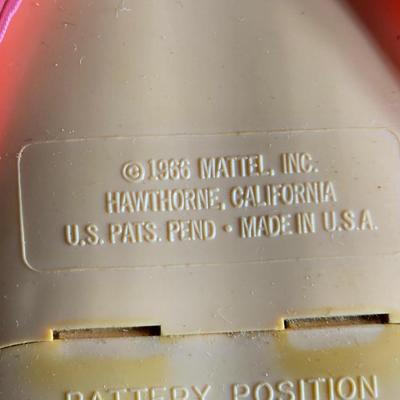 ©1966 MATTEL, INC.
HAWTHORNE, CALIFORNIA
U.S. PATS. PEND • MADE IN U.S.A.
BATTERY POSITION